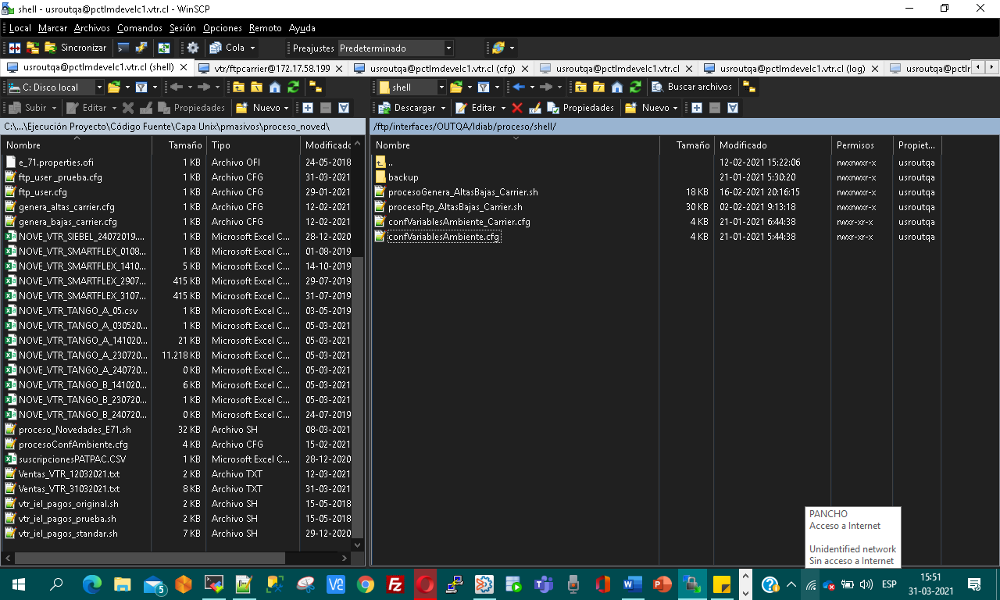 shell - usroutqa@pctlmdevelc1.vtr.cl - WinSCP
Local Marcar Archivos Comandos Sesión Opciones Remoto Ayuda
Sincronizar Cola Preajustes Predeterminado
usroutqa@pctlmdevelc1.vtr.cl (shell) vtr/ftpcarrier@172.17.58.199 usroutqa@pctlmdevelc1.vtr.cl (cfg) usroutqa@pctlmdevelc1.vtr.cl usroutqa@pctlmdevelc1.vtr.cl (log) usroutqa@pctln
C: Disco local shell Buscar archivos
Subir Editar Propiedades Nuevo Descargar Editar Propiedades Nuevo
C:\...\Ejecución Proyecto\Código Fuente\Capa Unix\pmasivos\proceso_noved\ /ftp/interfaces/OUTQA/Idiab/proceso/shell/
Nombre Tamaño Tipo Modificado Nombre Tamaño Modificado Permisos Propiet...
e_71.properties.ofi 1 KB Archivo OFI 24-05-2018 .. 12-02-2021 15:22:06 rwxrwxr-x usroutqa
ftp_user _prueba.cfg 1 KB Archivo CFG 31-03-2021 backup 21-01-2021 5:30:20 rwxrwxr-x usroutqa
ftp_user.cfg 1 KB Archivo CFG 29-01-2021 procesoGenera_AltasBajas_Carrier.sh 18 KB 16-02-2021 20:16:15 rwxrwxr-x usroutqa
genera_altas_carrier.cfg 1 KB Archivo CFG 12-02-2021 procesoFtp_AltasBajas_Carrier.sh 30 KB 02-02-2021 9:13:18 rwxrwxr-x usroutqa
genera_bajas_carrier.cfg 1 KB Archivo CFG 12-02-2021 confVariablesAmbiente_Carrier.cfg 4 KB 21-01-2021 6:44:38 rwxr-xr-x usroutqa
NOVE_VTR_SIEBEL_24072019.... 1 KB Microsoft Excel C... 28-12-2020 confVariablesAmbiente.cfg 4 KB 21-01-2021 5:44:38 rwxr-xr-x usroutqa
NOVE_VTR_SMARTFLEX_0108... 1 KB Microsoft Excel C... 01-08-2019
NOVE_VTR_SMARTFLEX_1410... 5 KB Microsoft Excel C... 14-10-2019
NOVE_VTR_SMARTFLEX_2907... 415 KB Microsoft Excel C... 29-07-2019
NOVE_VTR_SMARTFLEX_3107... 415 KB Microsoft Excel C... 31-07-2019
NOVE_VTR_TANGO_A_05.csv 1 KB Microsoft Excel C... 03-05-2019
NOVE_VTR_TANGO_A_030520... 1 KB Microsoft Excel C... 05-03-2021
NOVE_VTR_TANGO_A_141020... 21 KB Microsoft Excel C... 05-03-2021
NOVE_VTR_TANGO_A_230720... 11.218 KB Microsoft Excel C... 05-03-2021
NOVE_VTR_TANGO_A_240720... 0 KB Microsoft Excel C... 05-03-2021
NOVE_VTR_TANGO_B_141020... 6 KB Microsoft Excel C... 05-03-2021
NOVE_VTR_TANGO_B_230720... 1 KB Microsoft Excel C... 05-03-2021
NOVE_VTR_TANGO_B_240720... 0 KB Microsoft Excel C... 24-07-2019
proceso_Novedades_E71.sh 32 KB Archivo SH 08-03-2021
procesoConfAmbiente.cfg 4 KB Archivo CFG 15-02-2021
suscripcionesPATPAC.CSV 1 KB Microsoft Excel C... 28-12-2020
Ventas_VTR_12032021.txt 2 KB Archivo TXT 12-03-2021
Ventas_VTR_31032021.txt 8 KB Archivo TXT 31-03-2021
vtr_iel_pagos_original.sh 2 KB Archivo SH 15-05-2018
vtr_iel_pagos_prueba.sh 2 KB Archivo SH 15-05-2018
vtr_iel_pagos_standar.sh 7 KB Archivo SH 29-12-2020
PANCHO
Acceso a Internet
Unidentified network
Sin acceso a Internet
5 ESP 15:51
31-03-2021